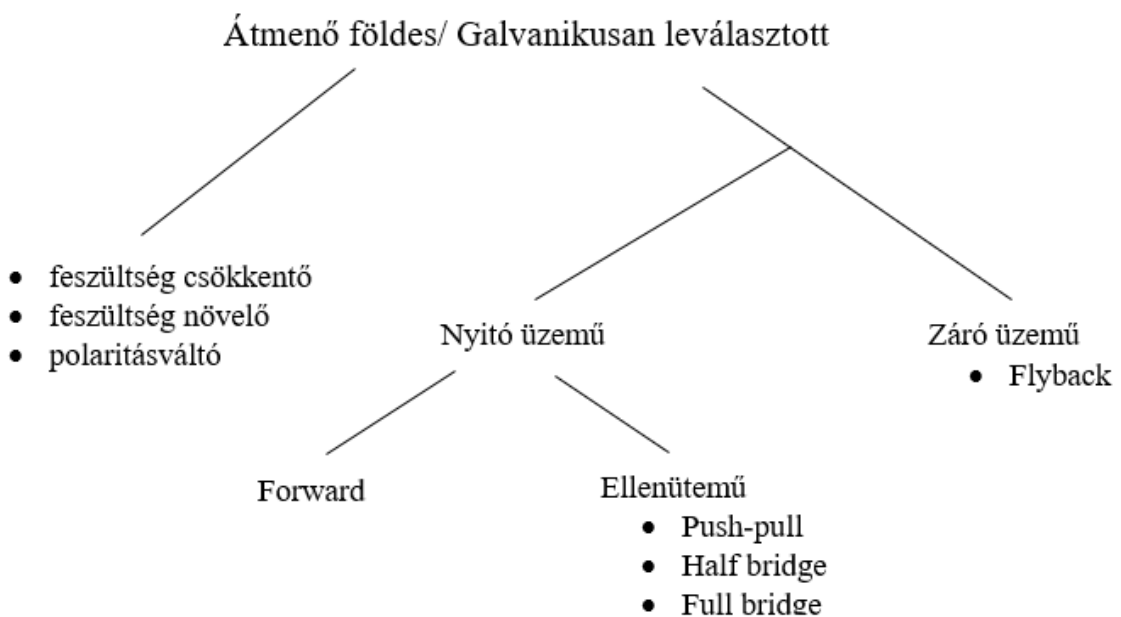 Átmenő földes/ Galvanikusan leválasztott
• feszültség csökkentő
• feszültség növelő
• polaritásváltó
Nyitó üzemű
Záró üzemű
• Flyback
Forward
Ellenütemű
• Push-pull
• Half bridge
• Full bridge